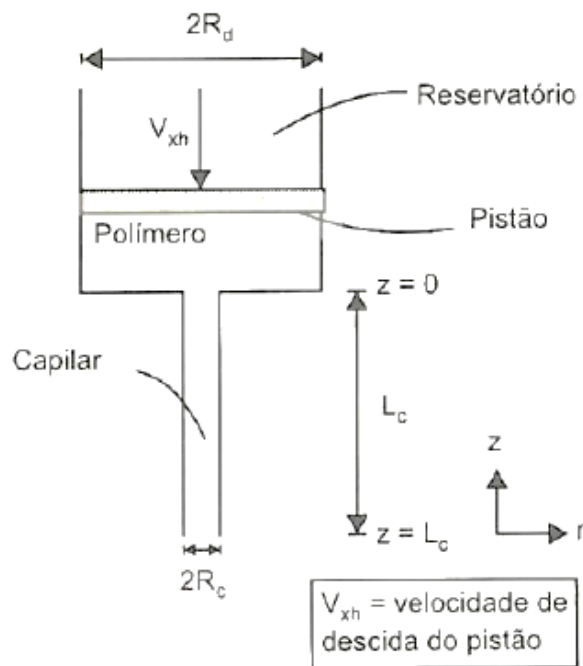 2R_d
Reservatório
V_xh
Pistão
Polímero
z = 0
Capilar
L_c
z
r
z = L_c
2R_c
V_xh = velocidade de
descida do pistão